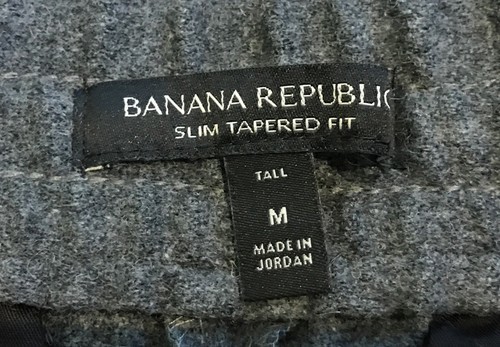 BANANA REPUBLIC
SLIM TAPERED FIT
TALL
M
MADE IN
JORDAN